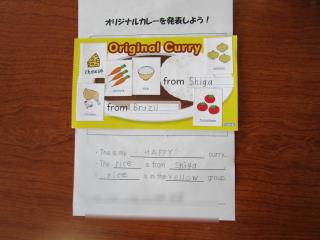 オリジナルカレーを発表しよう！
Original Curry
cheese
carrots
rice
from Shiga
from Brazil
tomatoes
・This is my HAPPY curry.
・The rice is from Shiga
・rice is in the yellow group.